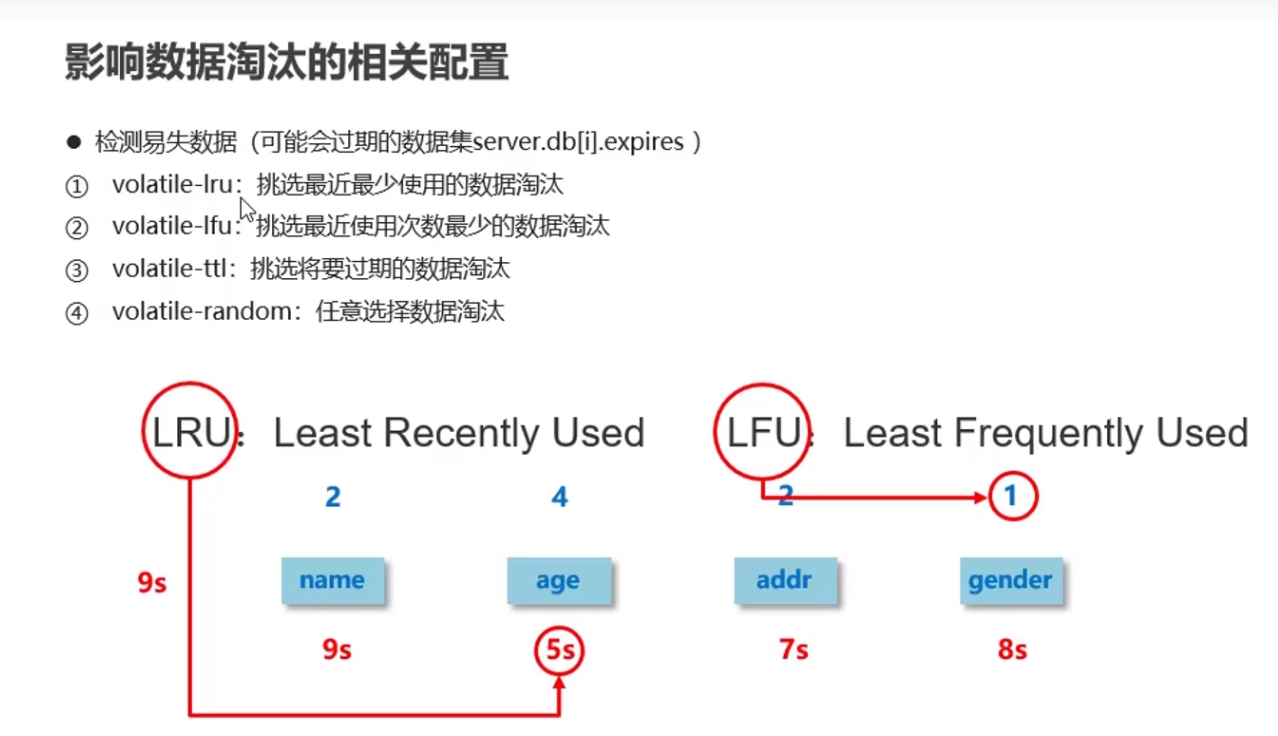 影响数据淘汰的相关配置
● 检测易失数据（可能会过期的数据集server.db[i].expires ）
① volatile-lru：挑选最近最少使用的数据淘汰
② volatile-lfu：挑选最近使用次数最少的数据淘汰
③ volatile-ttl：挑选将要过期的数据淘汰
④ volatile-random：任意选择数据淘汰
LRU：Least Recently Used LFU：Least Frequently Used
2 4 2 1
9s name age addr gender
9s 5s 7s 8s